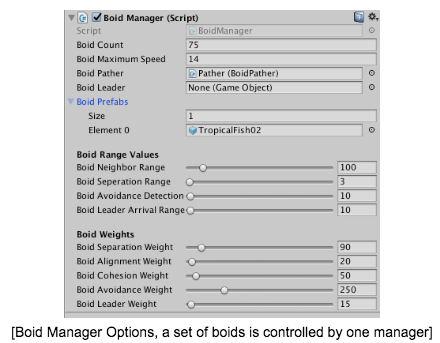 Boid Manager (Script)
Script BoidManager
Boid Count 75
Boid Maximum Speed 14
Boid Pather Pather (BoidPather)
Boid Leader None (Game Object)
Boid Prefabs
Size 1
Element 0 TropicalFish02
Boid Range Values
Boid Neighbor Range 100
Boid Seperation Range 3
Boid Avoidance Detection 10
Boid Leader Arrival Range 10
Boid Weights
Boid Separation Weight 90
Boid Alignment Weight 20
Boid Cohesion Weight 50
Boid Avoidance Weight 250
Boid Leader Weight 15
[Boid Manager Options, a set of boids is controlled by one manager]